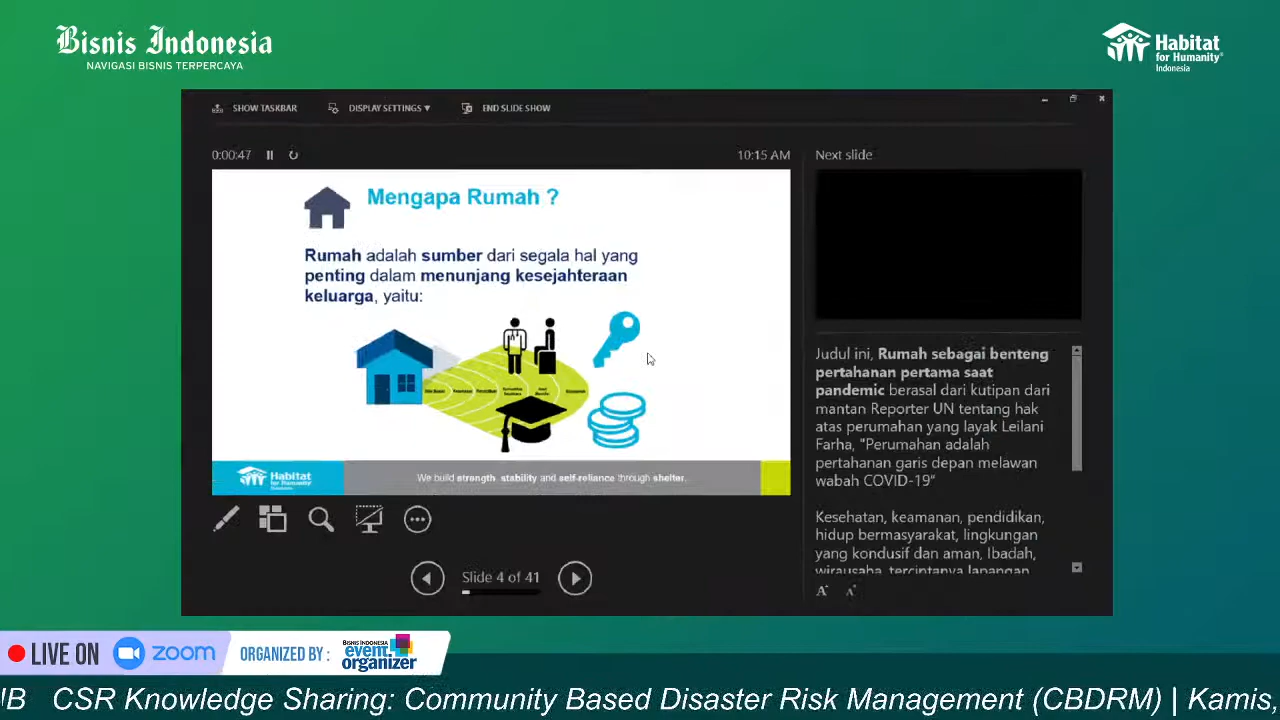 Bisnis Indonesia
NAVIGASI BISNIS TERPERCAYA
Habitat
for Humanity®
Indonesia
SHOW TASKBAR
DISPLAY SETTINGS ▼
END SLIDE SHOW
0:00:47
10:15 AM
Next slide
Mengapa Rumah ?
Rumah adalah sumber dari segala hal yang
penting dalam menunjang kesejahteraan
keluarga, yaitu:
Habitat
for Humanity
We build strength, stability and self-reliance through shelter.
Judul ini, Rumah sebagai benteng
pertahanan pertama saat
pandemic berasal dari kutipan dari
mantan Reporter UN tentang hak
atas perumahan yang layak Leilani
Farha, "Perumahan adalah
pertahanan garis depan melawan
wabah COVID-19"
Kesehatan, keamanan, pendidikan,
hidup bermasyarakat, lingkungan
yang kondusif dan aman, Ibadah,
wirausaha, terciptanya lapangan
Slide 4 of 41
LIVE ON zoom
ORGANIZED BY :
BISNIS INDONESIA
event
organizer
IB CSR Knowledge Sharing: Community Based Disaster Risk Management (CBDRM) | Kamis,